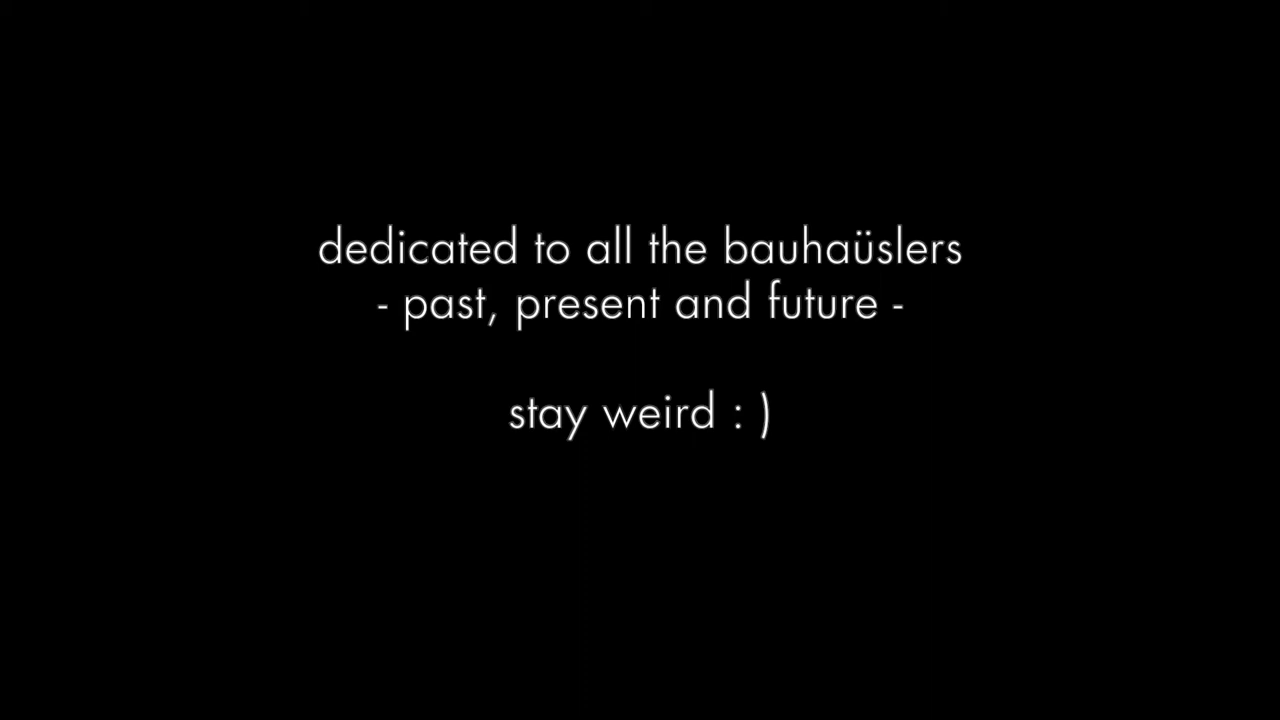 dedicated to all the bauhaüslers
- past, present and future -
stay weird : )